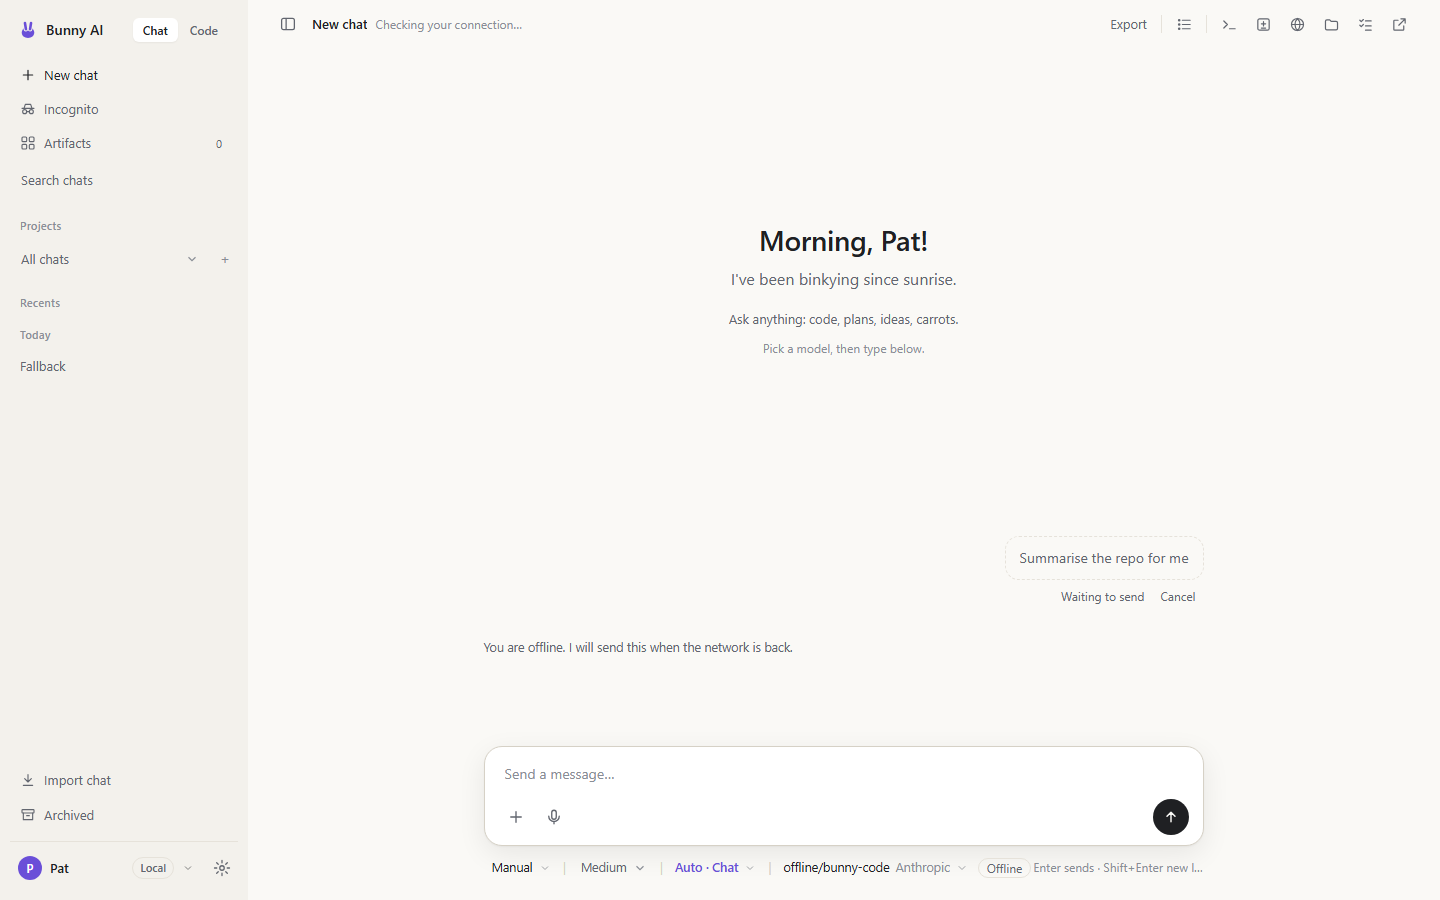 Bunny AI
Chat
Code
New chat
Incognito
Artifacts 0
Search chats
Projects
All chats +
Recents
Today
Fallback
Import chat
Archived
P Pat Local
New chat Checking your connection...
Export
Morning, Pat!
I've been binkying since sunrise.
Ask anything: code, plans, ideas, carrots.
Pick a model, then type below.
Summarise the repo for me
Waiting to send Cancel
You are offline. I will send this when the network is back.
Send a message...
Manual | Medium | Auto · Chat | offline/bunny-code Anthropic Offline Enter sends · Shift+Enter new l...